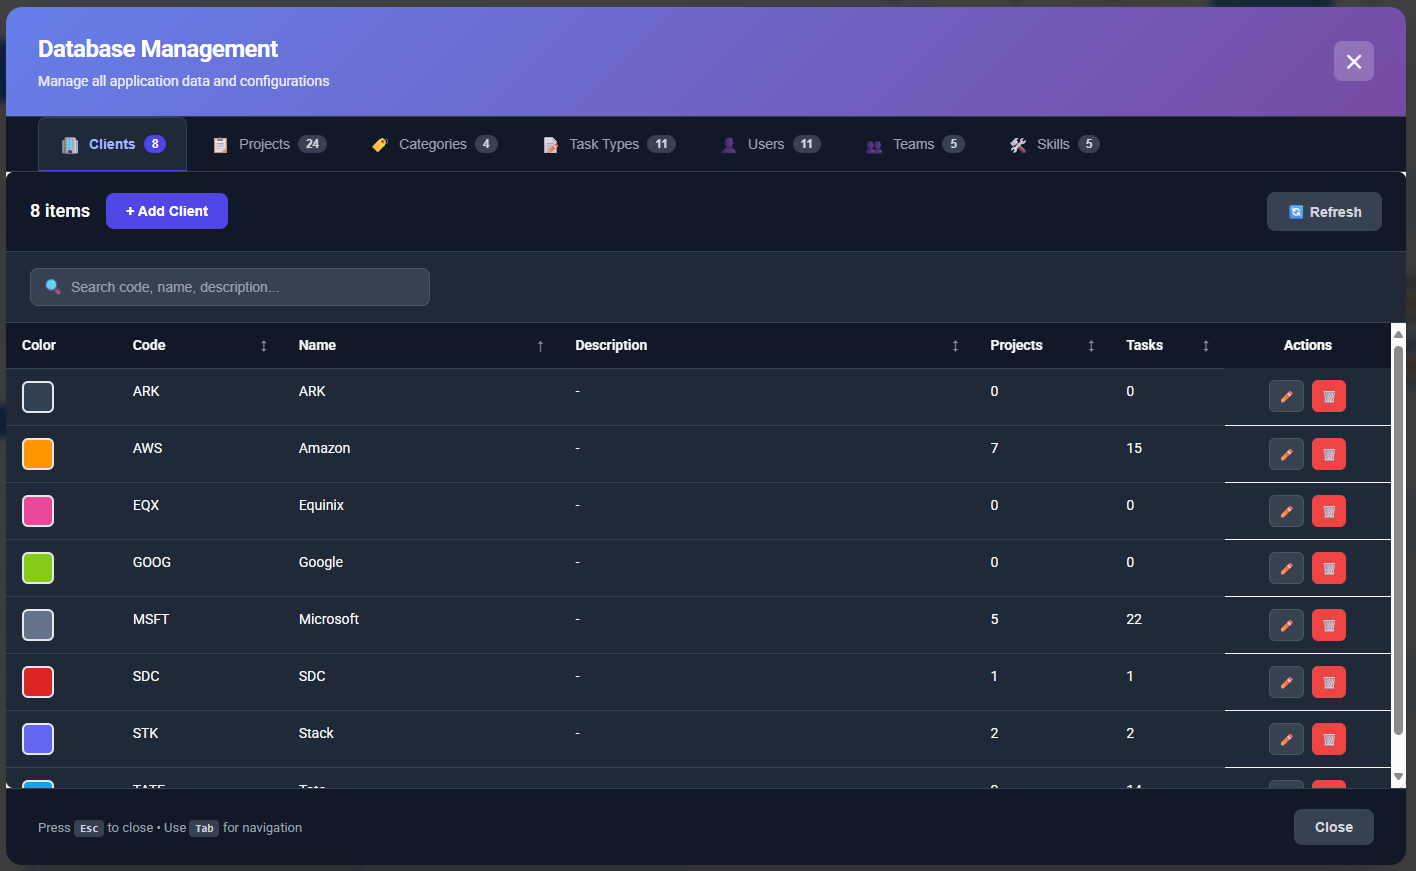 Database Management
Manage all application data and configurations
Clients 8 Projects 24 Categories 4 Task Types 11 Users 11 Teams 5 Skills 5
8 items + Add Client Refresh
Search code, name, description...
Color Code ↕ Name ↑ Description ↕ Projects ↕ Tasks ↕ Actions
ARK ARK - 0 0
AWS Amazon - 7 15
EQX Equinix - 0 0
GOOG Google - 0 0
MSFT Microsoft - 5 22
SDC SDC - 1 1
STK Stack - 2 2
Press Esc to close • Use Tab for navigation Close